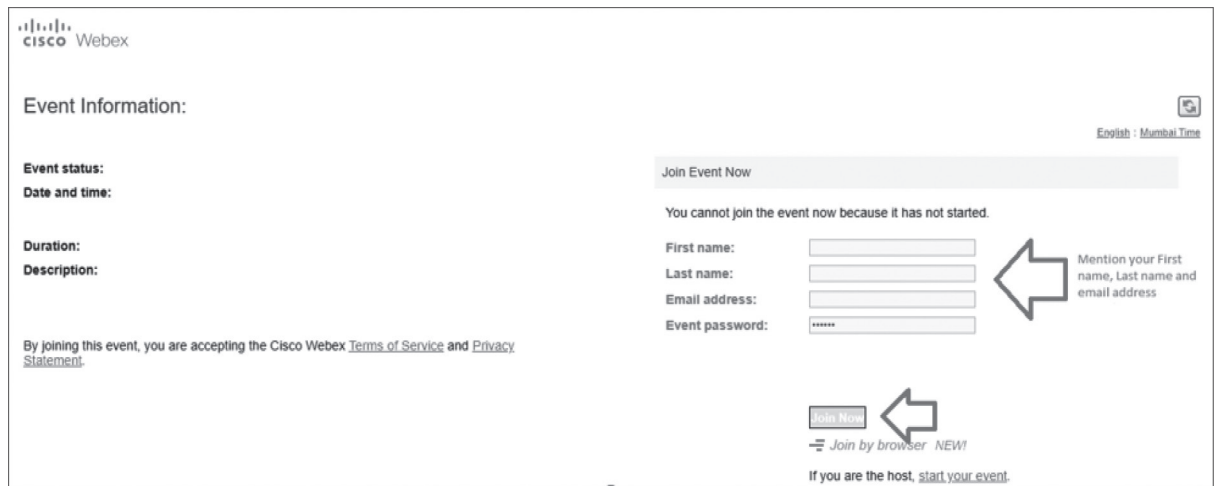 cisco Webex
Event Information:
English : Mumbai Time
Event status:
Date and time:
Duration:
Description:
By joining this event, you are accepting the Cisco Webex Terms of Service and Privacy
Statement.
Join Event Now
You cannot join the event now because it has not started.
First name:
Last name:
Email address:
Event password:
Mention your First
name, Last name and
email address
Join Now
Join by browser NEW!
If you are the host, start your event.